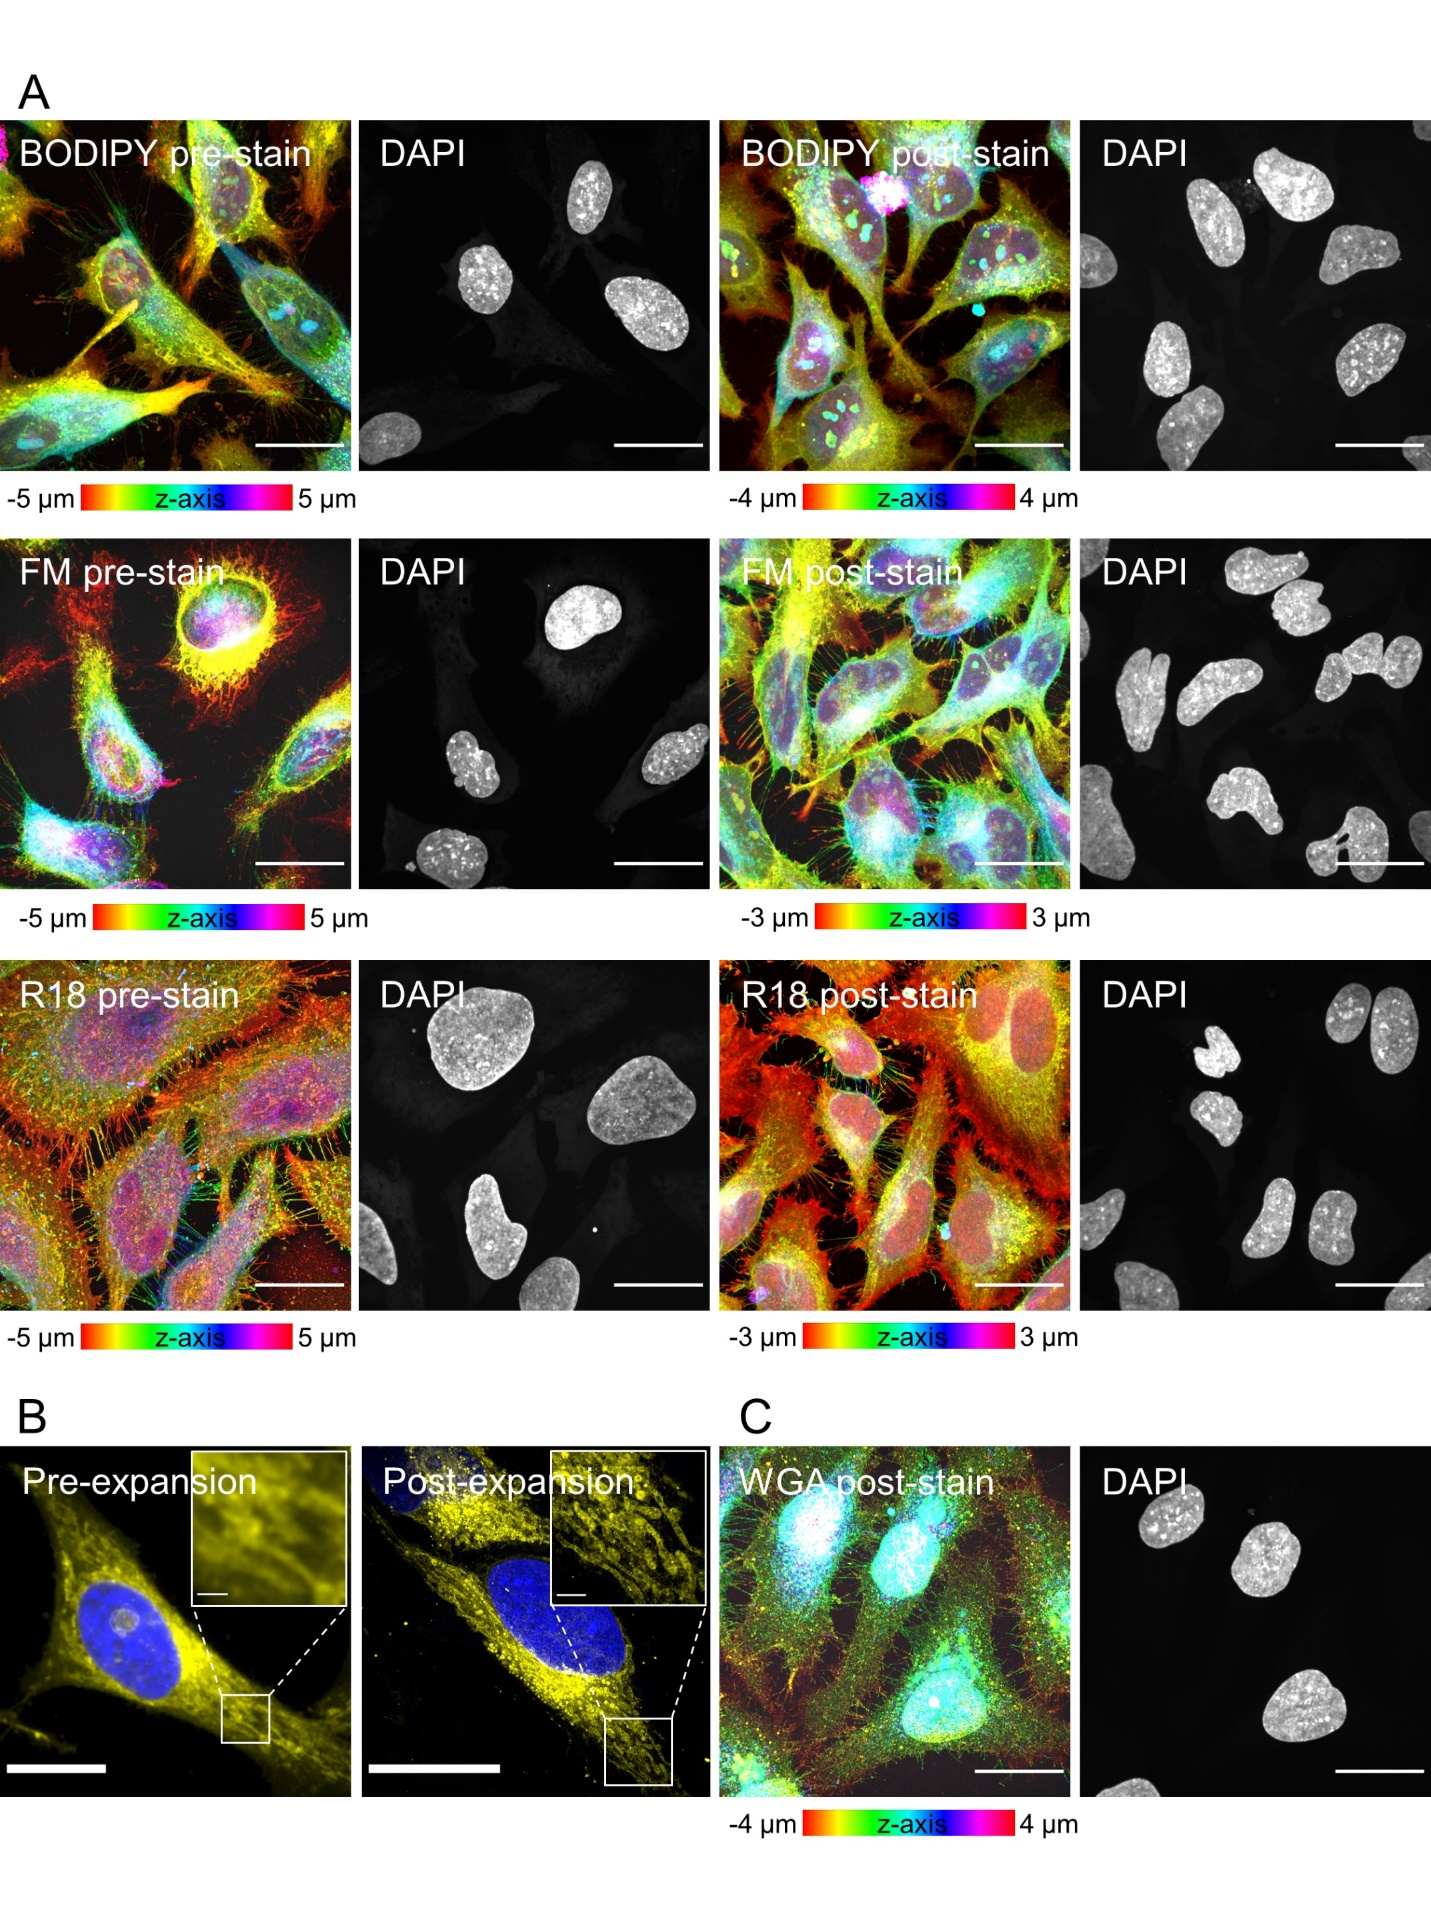 A
BODIPY pre-stain
DAPI
BODIPY post-stain
DAPI
-5 µm z-axis 5 µm
-4 µm z-axis 4 µm
FM pre-stain
DAPI
FM post-stain
DAPI
-5 µm z-axis 5 µm
-3 µm z-axis 3 µm
R18 pre-stain
DAPI
R18 post-stain
DAPI
-5 µm z-axis 5 µm
-3 µm z-axis 3 µm
B
C
Pre-expansion
Post-expansion
WGA post-stain
DAPI
-4 µm z-axis 4 µm